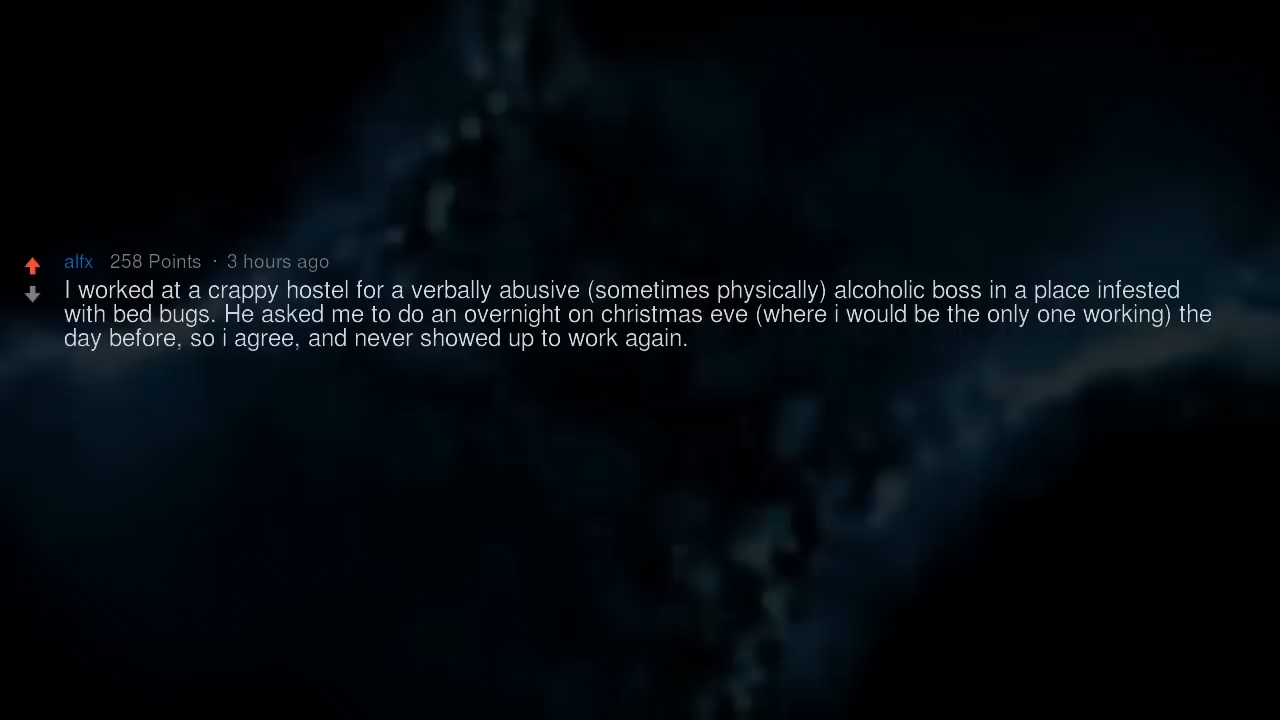 alfx 258 Points · 3 hours ago
I worked at a crappy hostel for a verbally abusive (sometimes physically) alcoholic boss in a place infested
with bed bugs. He asked me to do an overnight on christmas eve (where i would be the only one working) the
day before, so i agree, and never showed up to work again.